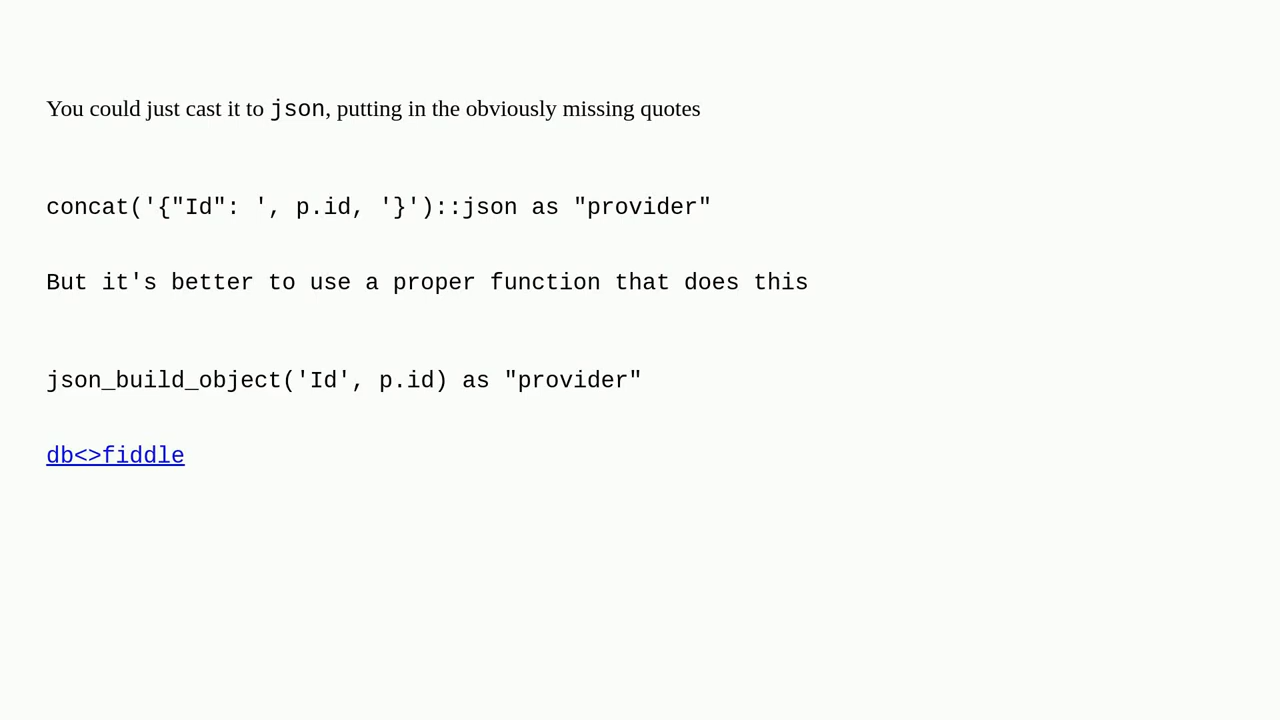 You could just cast it to json, putting in the obviously missing quotes
concat('{"Id": ', p.id, '}')::json as "provider"
But it's better to use a proper function that does this
json_build_object('Id', p.id) as "provider"
db<>fiddle